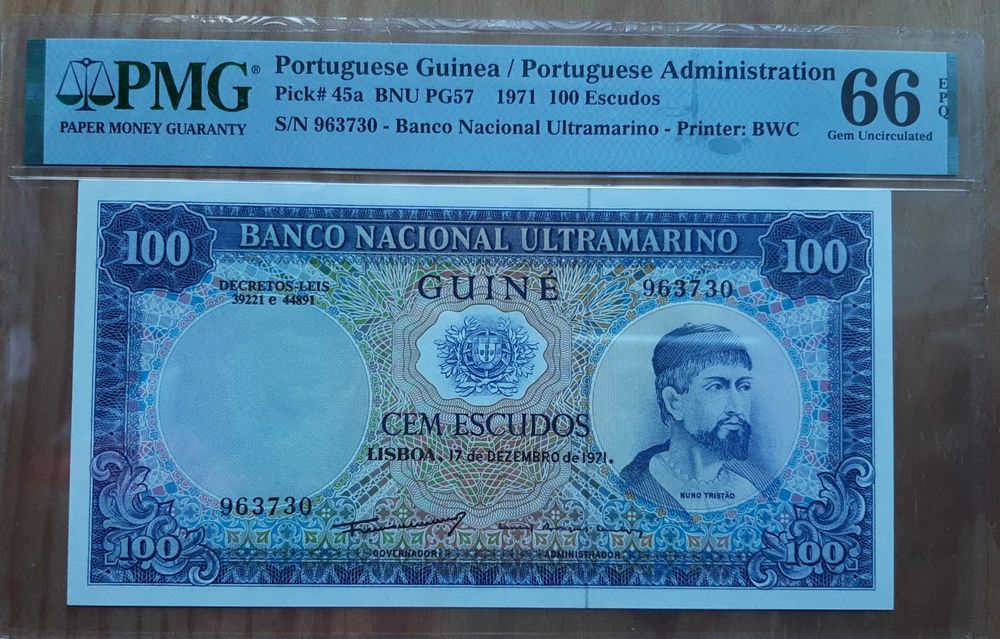 PMG®
PAPER MONEY GUARANTY
Portuguese Guinea / Portuguese Administration
Pick# 45a BNU PG57 1971 100 Escudos
S/N 963730 - Banco Nacional Ultramarino - Printer: BWC
66
EPQ
Gem Uncirculated
100
BANCO NACIONAL ULTRAMARINO
100
DECRETOS-LEIS
39221 e 44891
GUINÉ
963730
CEM ESCUDOS
LISBOA, 17 de DEZEMBRO de 1971.
NUNO TRISTÃO
963730
GOVERNADOR
ADMINISTRADOR
100
100